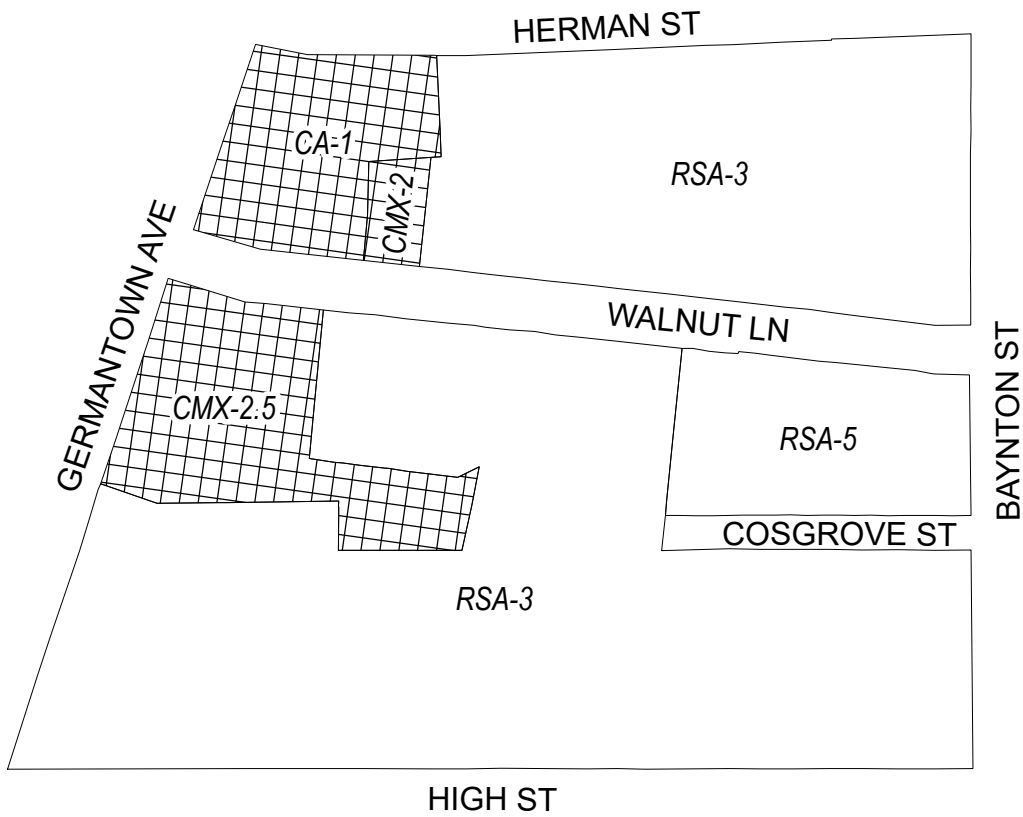 HERMAN ST
CA-1
CMX-2
RSA-3
GERMANTOWN AVE
WALNUT LN
CMX-2.5
RSA-5
BAYNTON ST
COSGROVE ST
RSA-3
HIGH ST